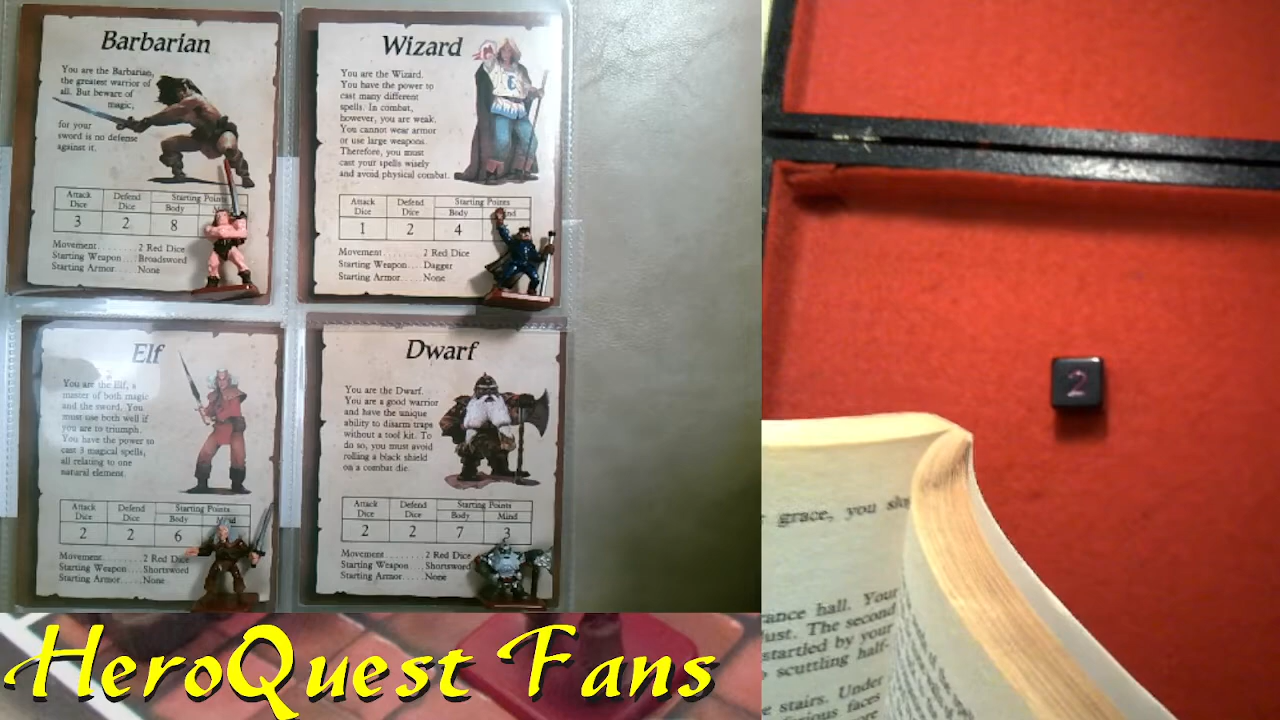 Barbarian
You are the Barbarian,
the greatest warrior of
all. But beware of
magic,
for your
sword is no defense
against it.
Attack Dice
Defend Dice
Starting Points
Body
3
2
8
Movement........ 2 Red Dice
Starting Weapon... Broadsword
Starting Armor..... None
Wizard
You are the Wizard.
You have the power to
cast many different
spells. In combat,
however, you are weak.
You cannot wear armor
or use large weapons.
Therefore, you must
cast your spells wisely
and avoid physical combat.
Attack Dice
Defend Dice
Starting Points
Body
1
2
4
Movement........ 2 Red Dice
Starting Weapon.... Dagger
Starting Armor..... None
Elf
You are the Elf, a
master of both magic
and the sword. You
must use both well if
you are to triumph.
You have the power to
cast 3 magical spells,
all relating to one
natural element.
Attack Dice
Defend Dice
Starting Points
Body
Mind
2
2
6
Movement........ 2 Red Dice
Starting Weapon... Shortsword
Starting Armor..... None
Dwarf
You are the Dwarf.
You are a good warrior
and have the unique
ability to disarm traps
without a tool kit. To
do so, you must avoid
rolling a black shield
on a combat die.
Attack Dice
Defend Dice
Starting Points
Body
Mind
2
2
7
3
Movement........ 2 Red Dice
Starting Weapon... Shortsword
Starting Armor..... None
HeroQuest Fans
2
grace, you
hall. Your
The second
startled by your
scuttling half-
stairs. Under
faces